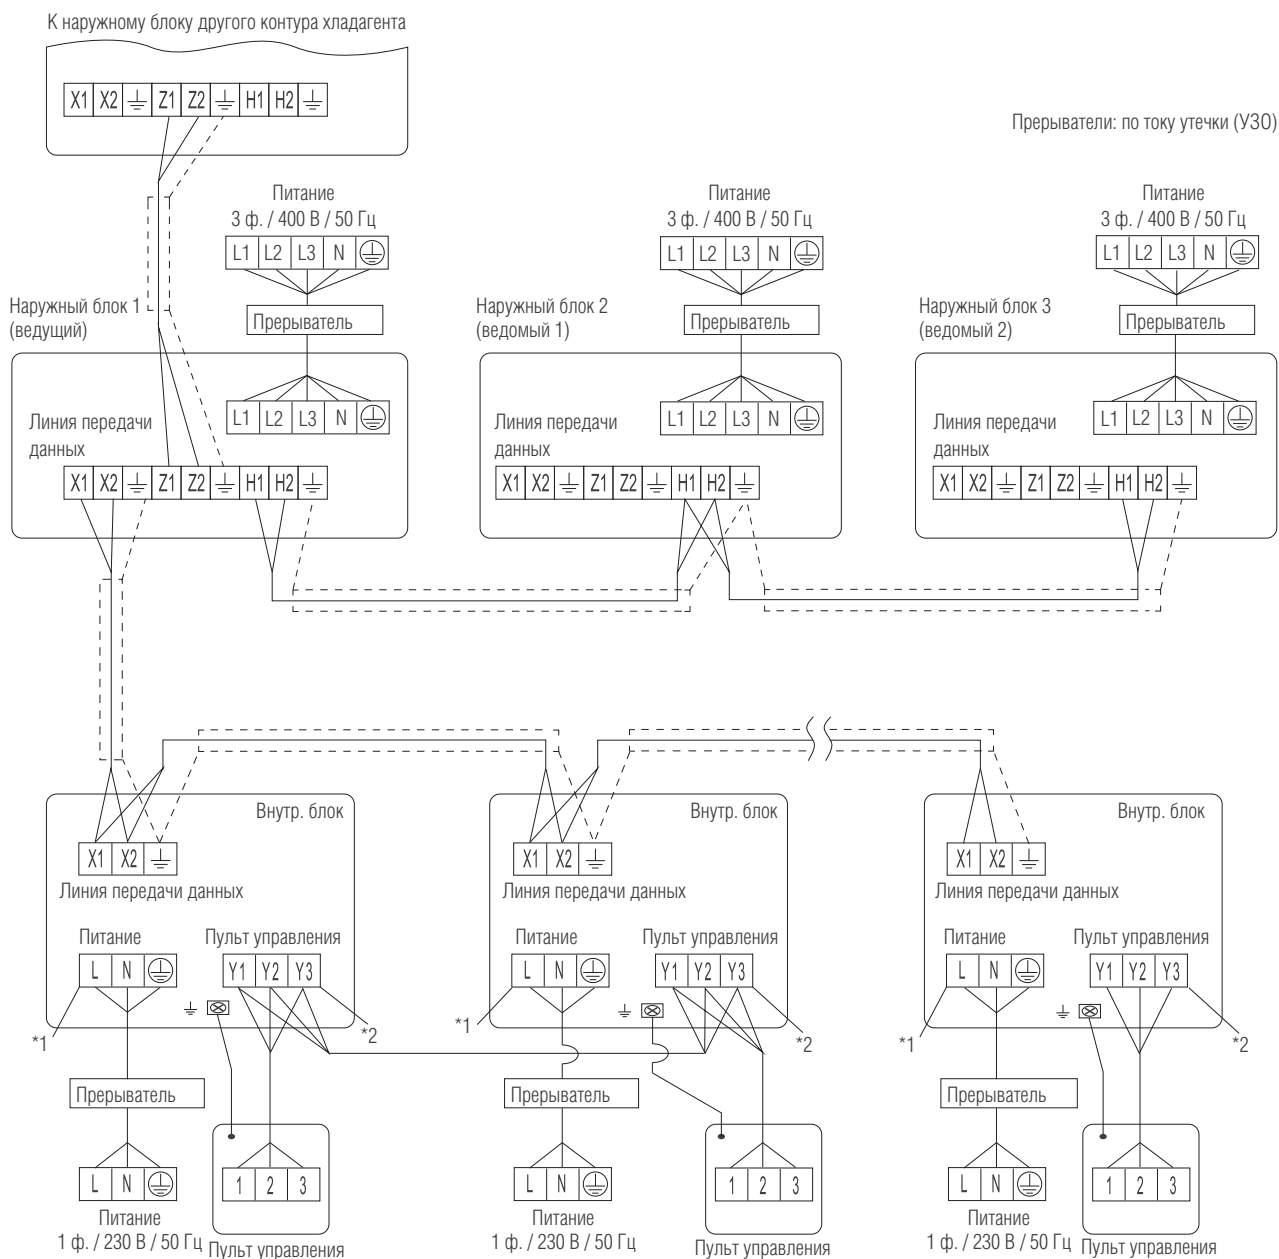 К наружному блоку другого контура хладагента
X1 X2 Z1 Z2 H1 H2
Прерыватели: по току утечки (УЗО)
Питание
3 ф. / 400 В / 50 Гц
L1 L2 L3 N
Прерыватель
Питание
3 ф. / 400 В / 50 Гц
L1 L2 L3 N
Прерыватель
Питание
3 ф. / 400 В / 50 Гц
L1 L2 L3 N
Прерыватель
Наружный блок 1
(ведущий)
L1 L2 L3 N
Линия передачи
данных
X1 X2 Z1 Z2 H1 H2
Наружный блок 2
(ведомый 1)
L1 L2 L3 N
Линия передачи
данных
X1 X2 Z1 Z2 H1 H2
Наружный блок 3
(ведомый 2)
L1 L2 L3 N
Линия передачи
данных
X1 X2 Z1 Z2 H1 H2
Внутр. блок
X1 X2
Линия передачи данных
Питание
L N
Пульт управления
Y1 Y2 Y3
*1
*2
Прерыватель
L N
Питание
1 ф. / 230 В / 50 Гц
1 2 3
Пульт управления
Внутр. блок
X1 X2
Линия передачи данных
Питание
L N
Пульт управления
Y1 Y2 Y3
*1
*2
Прерыватель
L N
Питание
1 ф. / 230 В / 50 Гц
1 2 3
Пульт управления
Внутр. блок
X1 X2
Линия передачи данных
Питание
L N
Пульт управления
Y1 Y2 Y3
*1
*2
Прерыватель
L N
Питание
1 ф. / 230 В / 50 Гц
1 2 3
Пульт управления